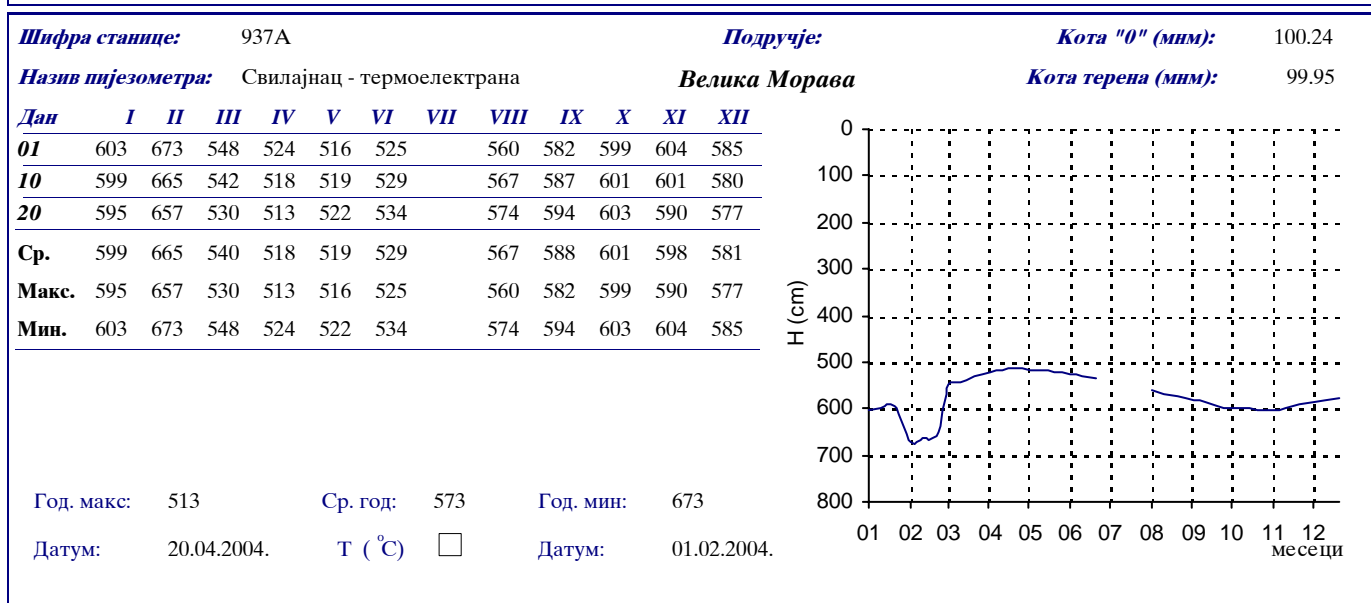 Шифра станице: 937А Подручје: Кота "0" (мнм): 100.24
Назив пијезометра: Свилајнац - термоелектрана Велика Морава Кота терена (мнм): 99.95
Дан I II III IV V VI VII VIII IX X XI XII
01 603 673 548 524 516 525 560 582 599 604 585
10 599 665 542 518 519 529 567 587 601 601 580
20 595 657 530 513 522 534 574 594 603 590 577
Ср. 599 665 540 518 519 529 567 588 601 598 581
Макс. 595 657 530 513 516 525 560 582 599 590 577
Мин. 603 673 548 524 522 534 574 594 603 604 585
0
100
200
300
400
500
600
700
800
H (cm)
01 02 03 04 05 06 07 08 09 10 11 12
месеци
Год. макс: 513 Ср. год: 573 Год. мин: 673
Датум: 20.04.2004. Т (°C) Датум: 01.02.2004.